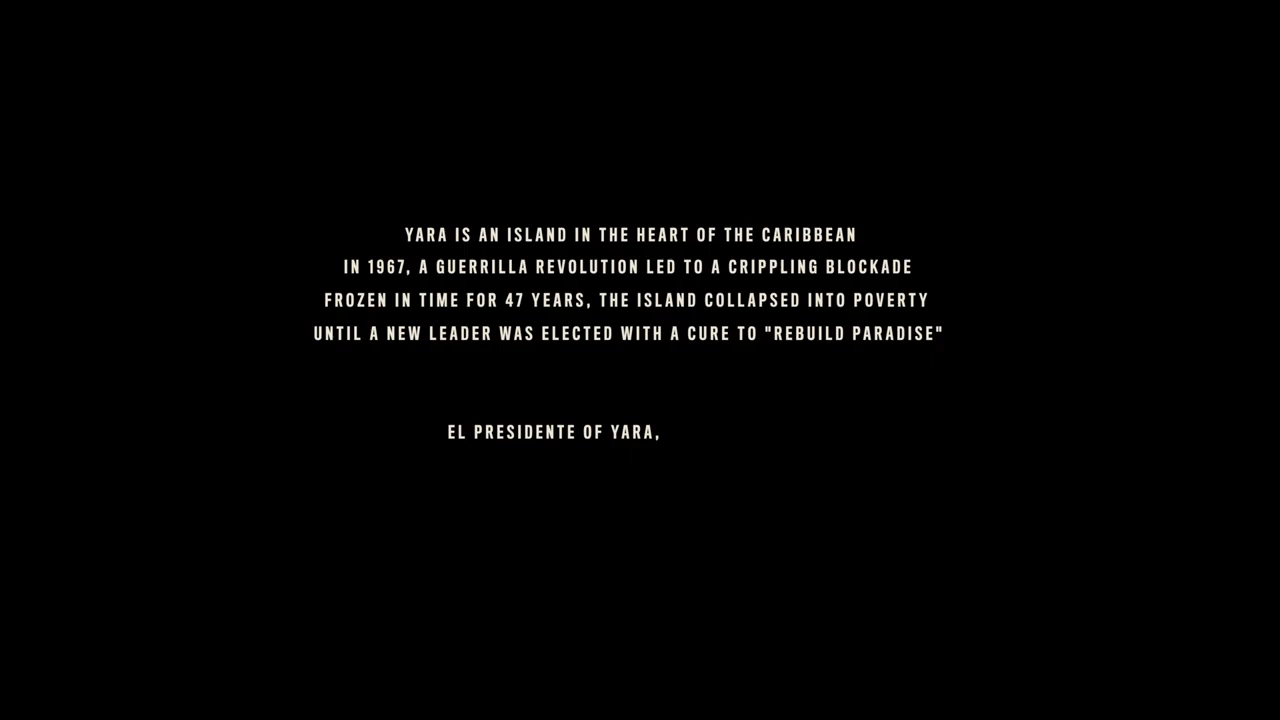 YARA IS AN ISLAND IN THE HEART OF THE CARIBBEAN
IN 1967, A GUERRILLA REVOLUTION LED TO A CRIPPLING BLOCKADE
FROZEN IN TIME FOR 47 YEARS, THE ISLAND COLLAPSED INTO POVERTY
UNTIL A NEW LEADER WAS ELECTED WITH A CURE TO "REBUILD PARADISE"
EL PRESIDENTE OF YARA,